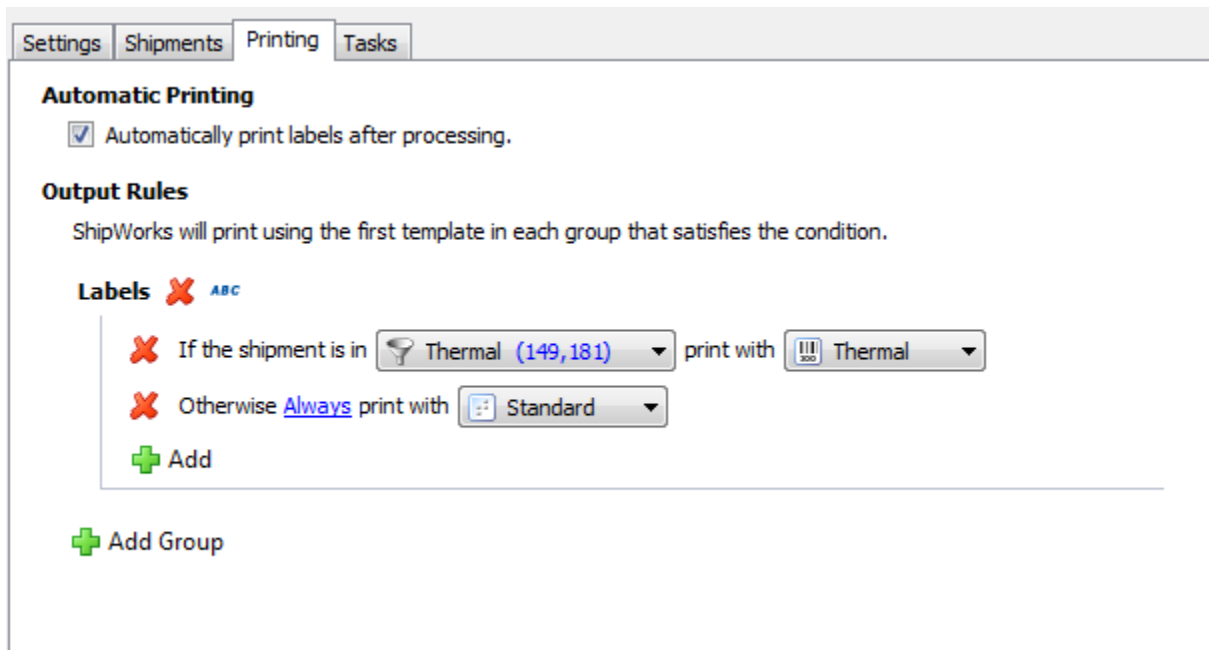 Settings Shipments Printing Tasks
Automatic Printing
Automatically print labels after processing.
Output Rules
ShipWorks will print using the first template in each group that satisfies the condition.
Labels ABC
If the shipment is in Thermal (149,181) print with Thermal
Otherwise Always print with Standard
Add
Add Group